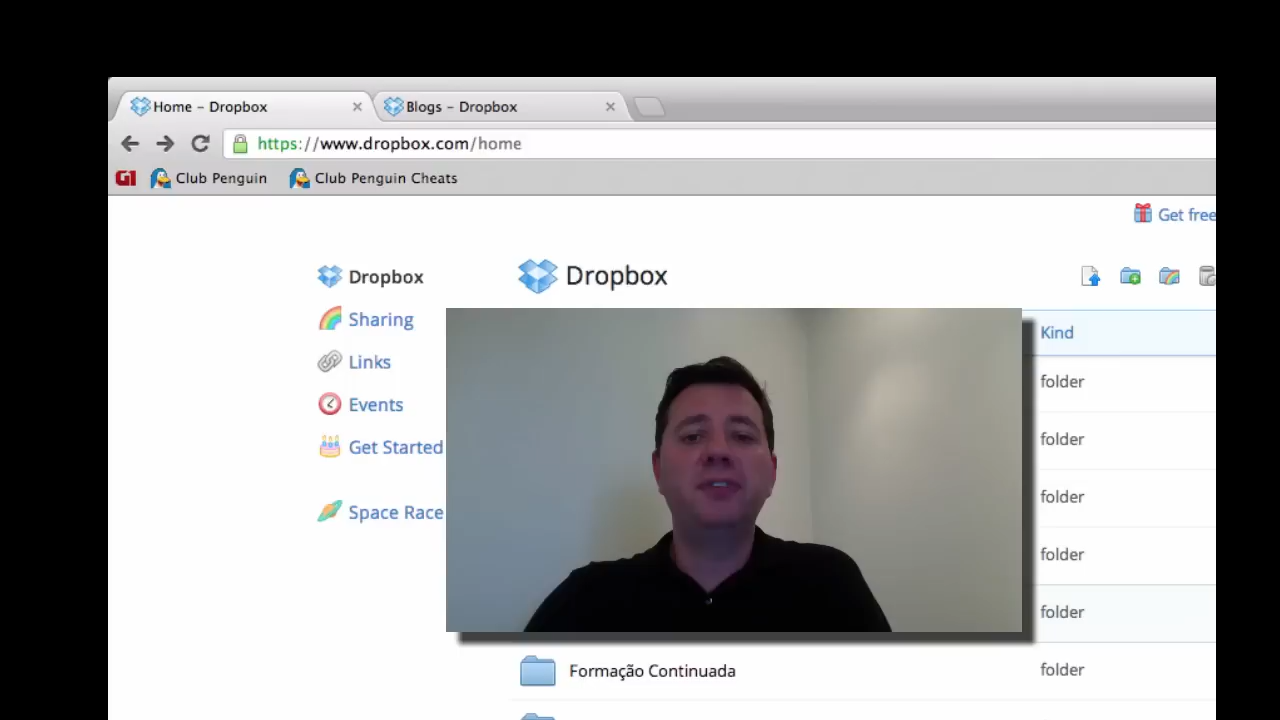 Home – Dropbox
Blogs – Dropbox
https://www.dropbox.com/home
G1
Club Penguin
Club Penguin Cheats
Get free
Dropbox
Sharing
Links
Events
Get Started
Space Race
Dropbox
Kind
folder
folder
folder
folder
folder
Formação Continuada
folder